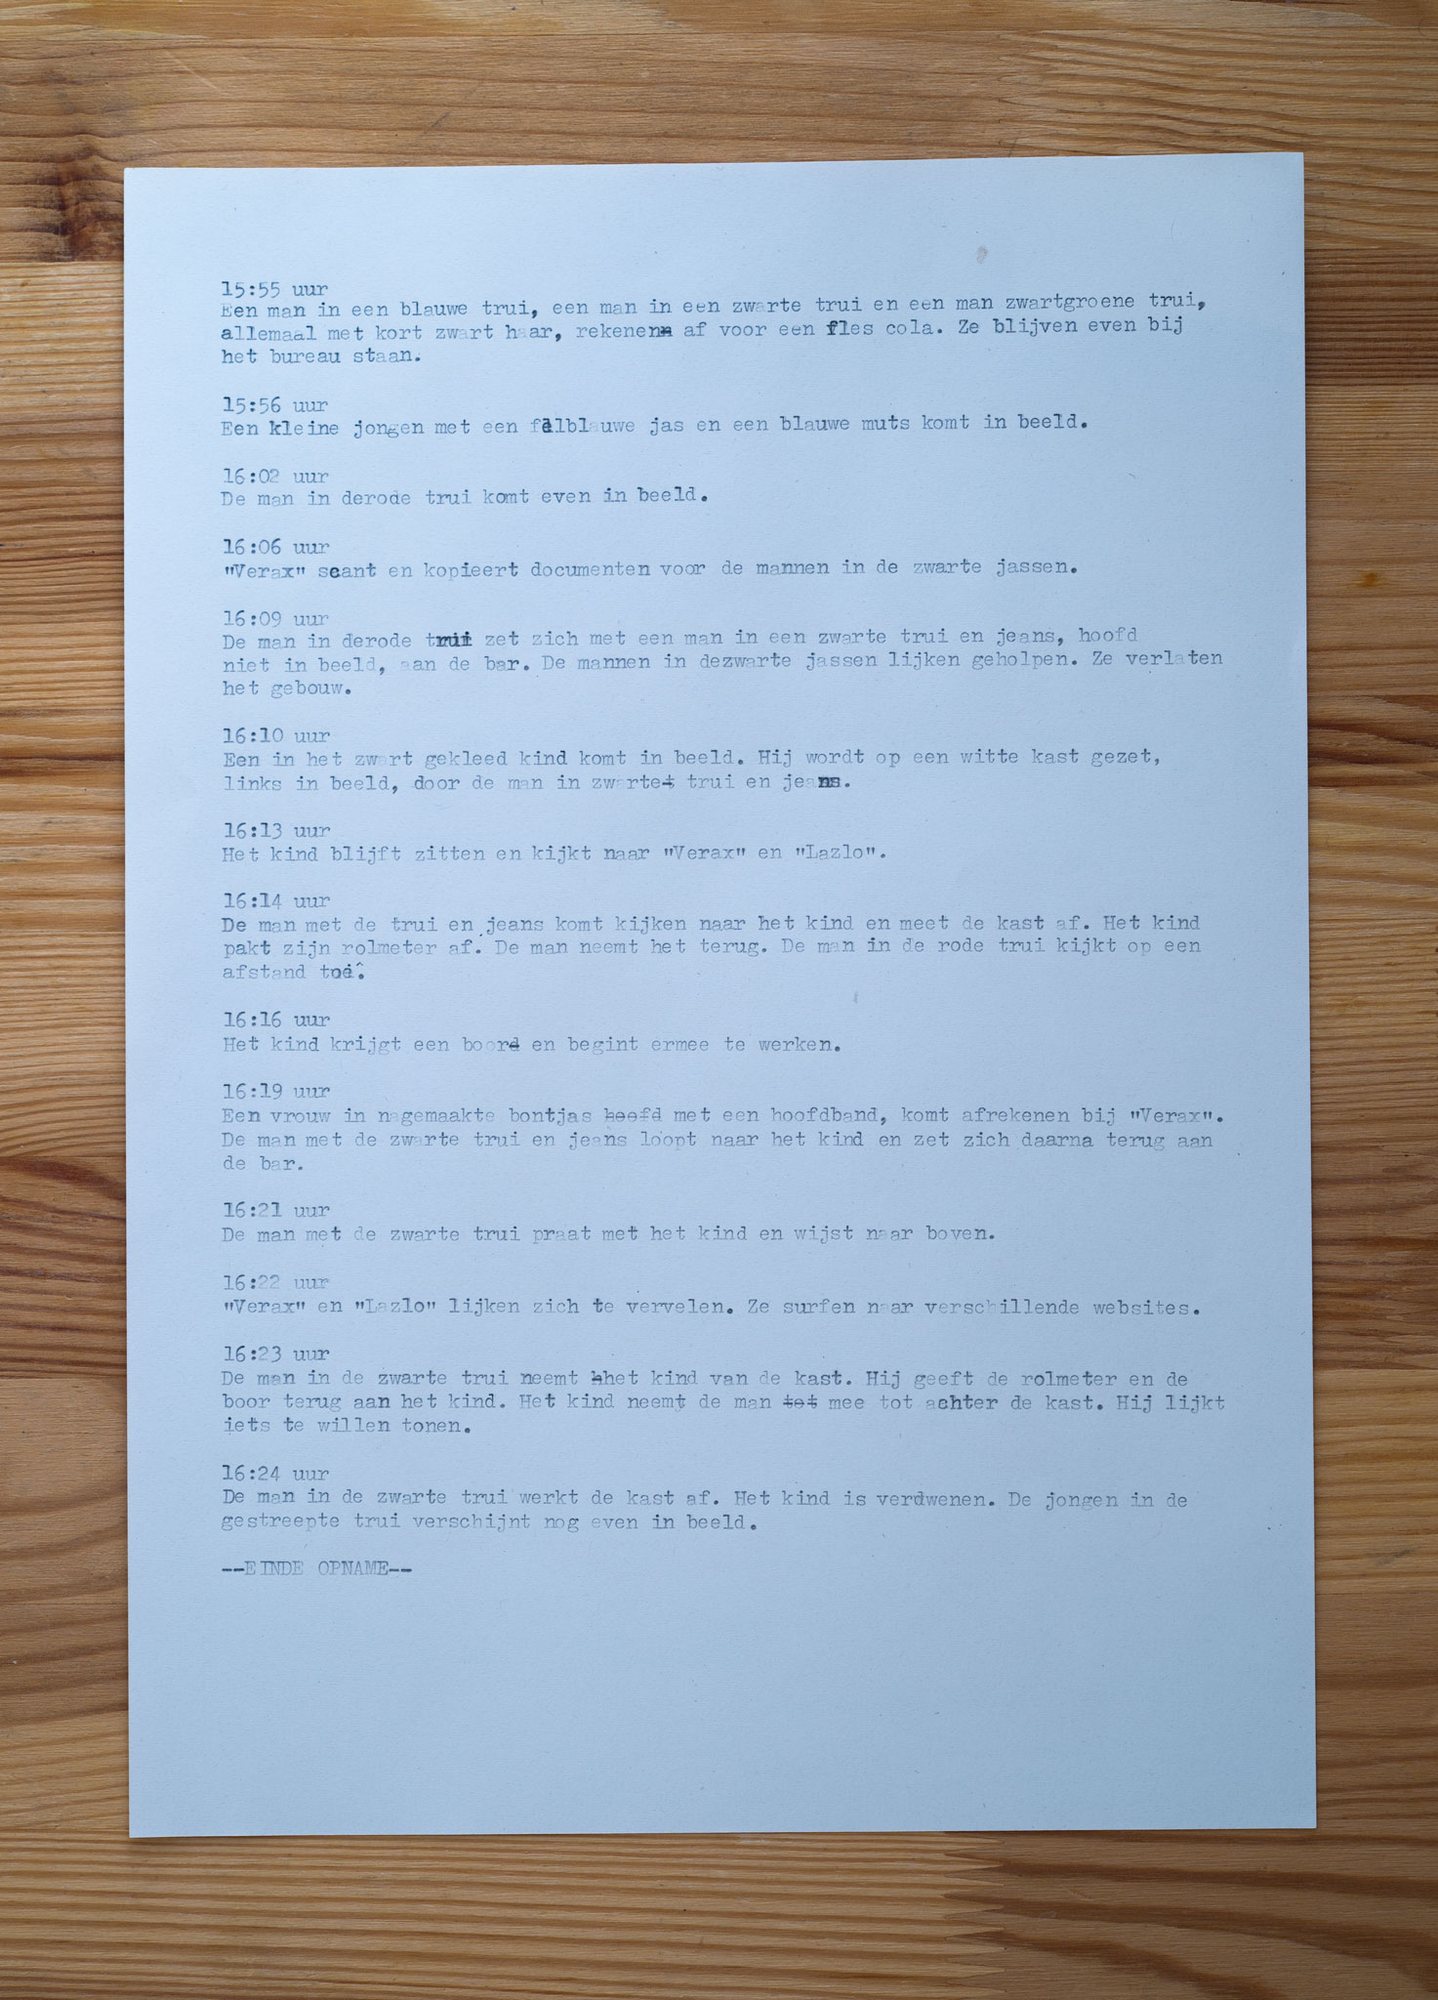 15:55 uur
Een man in een blauwe trui, een man in een zwarte trui en een man zwartgroene trui,
allemaal met kort zwart haar, rekenen af voor een fles cola. Ze blijven even bij
het bureau staan.
15:56 uur
Een kleine jongen met een falblauwe jas en een blauwe muts komt in beeld.
16:02 uur
De man in derode trui komt even in beeld.
16:06 uur
"Verax" scant en kopieert documenten voor de mannen in de zwarte jassen.
16:09 uur
De man in derode trui zet zich met een man in een zwarte trui en jeans, hoofd
niet in beeld, aan de bar. De mannen in dezwarte jassen lijken geholpen. Ze verlaten
het gebouw.
16:10 uur
Een in het zwart gekleed kind komt in beeld. Hij wordt op een witte kast gezet,
links in beeld, door de man in zwarte trui en jeans.
16:13 uur
Het kind blijft zitten en kijkt naar "Verax" en "Lazlo".
16:14 uur
De man met de trui en jeans komt kijken naar het kind en meet de kast af. Het kind
pakt zijn rolmeter af. De man neemt het terug. De man in de rode trui kijkt op een
afstand toe.
16:16 uur
Het kind krijgt een boor en begint ermee te werken.
16:19 uur
Een vrouw in nagemaakte bontjas hoofd met een hoofdband, komt afrekenen bij "Verax".
De man met de zwarte trui en jeans loopt naar het kind en zet zich daarna terug aan
de bar.
16:21 uur
De man met de zwarte trui praat met het kind en wijst naar boven.
16:22 uur
"Verax" en "Lazlo" lijken zich te vervelen. Ze surfen naar verschillende websites.
16:23 uur
De man in de zwarte trui neemt het kind van de kast. Hij geeft de rolmeter en de
boor terug aan het kind. Het kind neemt de man tot mee tot achter de kast. Hij lijkt
iets te willen tonen.
16:24 uur
De man in de zwarte trui werkt de kast af. Het kind is verdwenen. De jongen in de
gestreepte trui verschijnt nog even in beeld.
--EINDE OPNAME--